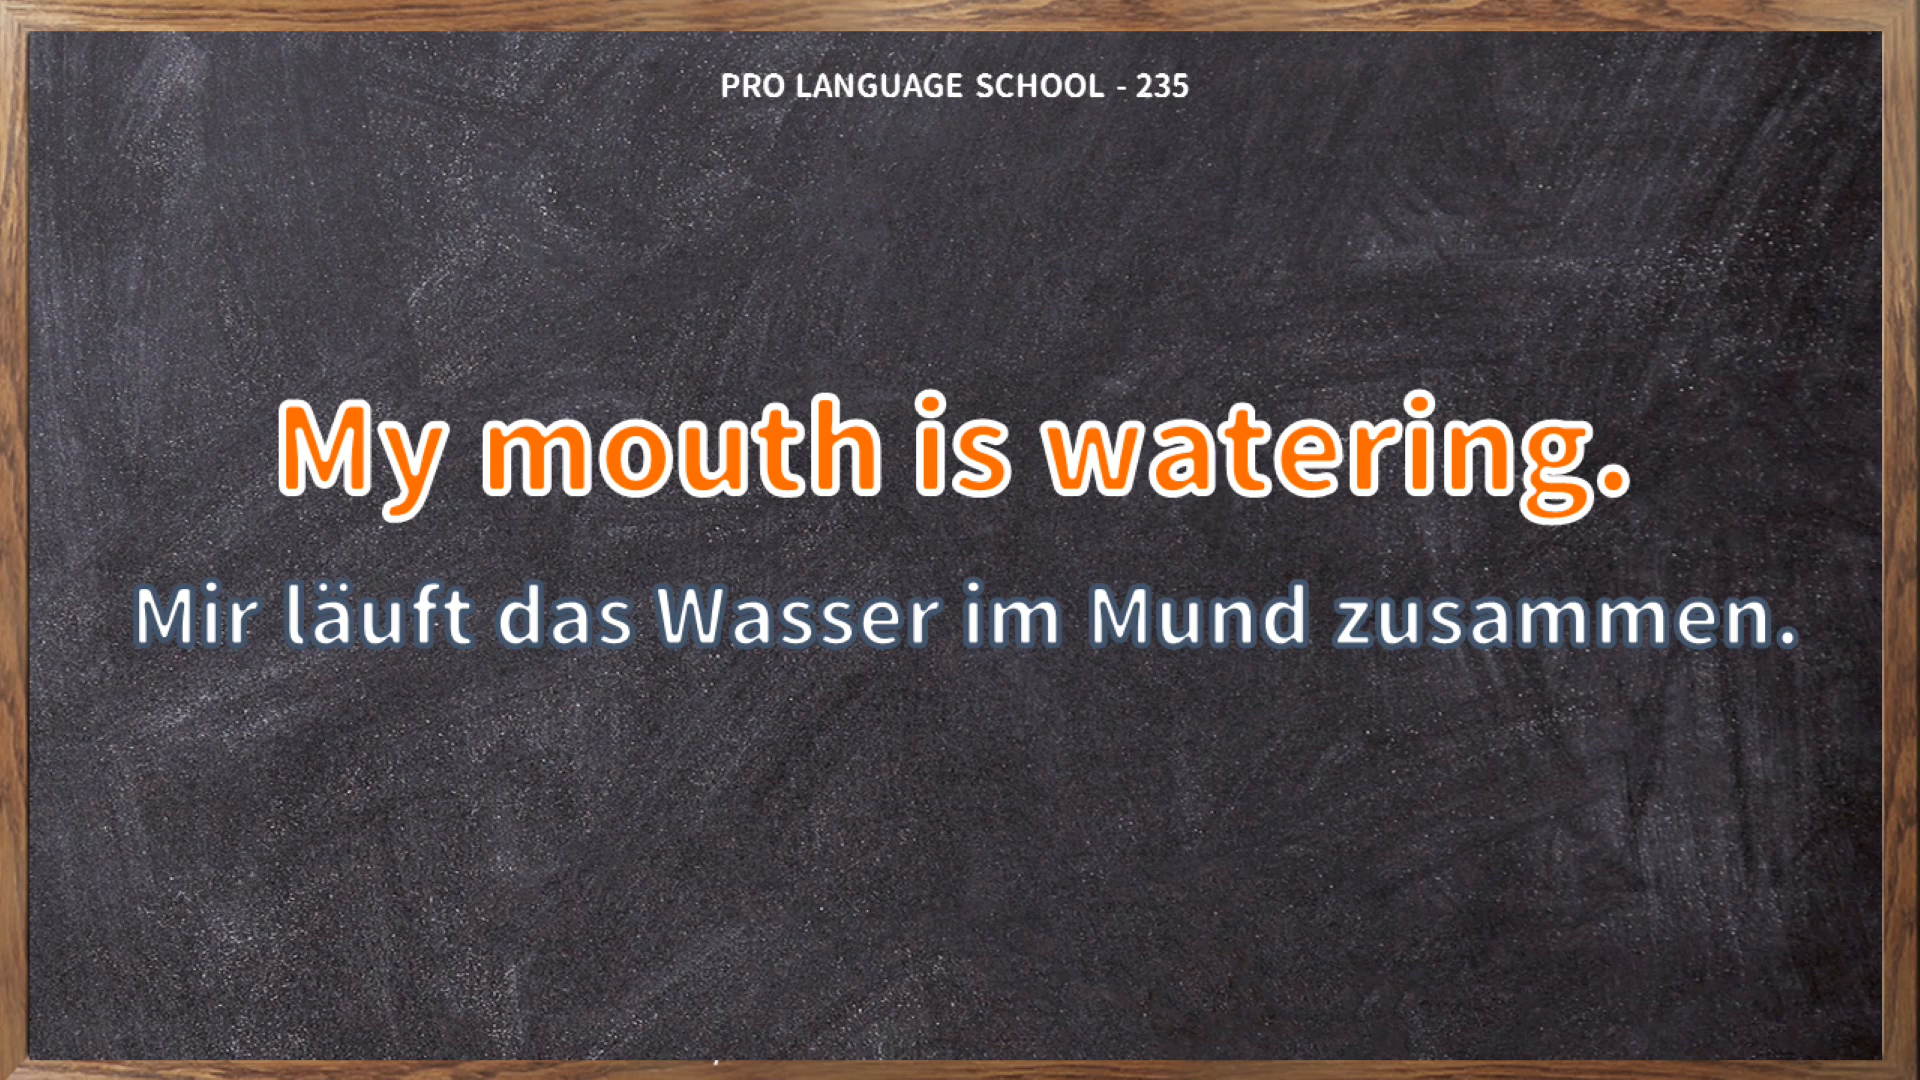 PRO LANGUAGE SCHOOL - 235
My mouth is watering.
Mir läuft das Wasser im Mund zusammen.